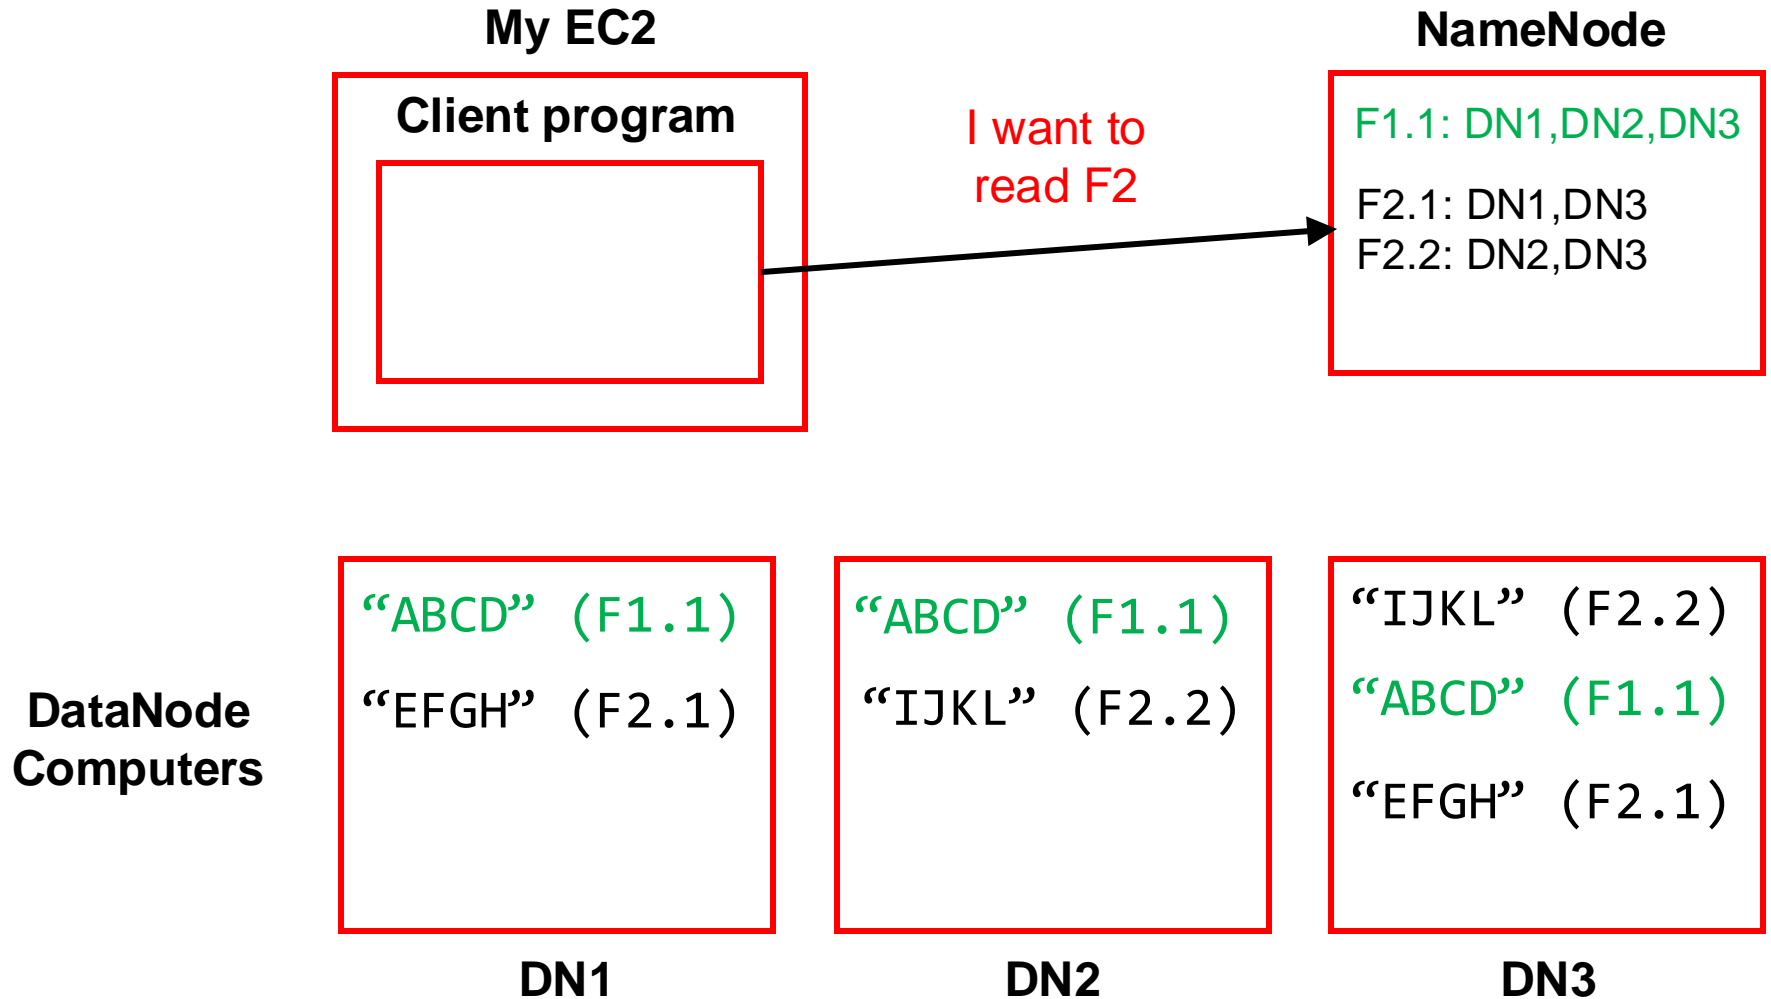 My EC2
Client program
I want to
read F2
NameNode
F1.1: DN1,DN2,DN3
F2.1: DN1,DN3
F2.2: DN2,DN3
DataNode
Computers
“ABCD” (F1.1)
“EFGH” (F2.1)
DN1
“ABCD” (F1.1)
“IJKL” (F2.2)
DN2
“IJKL” (F2.2)
“ABCD” (F1.1)
“EFGH” (F2.1)
DN3